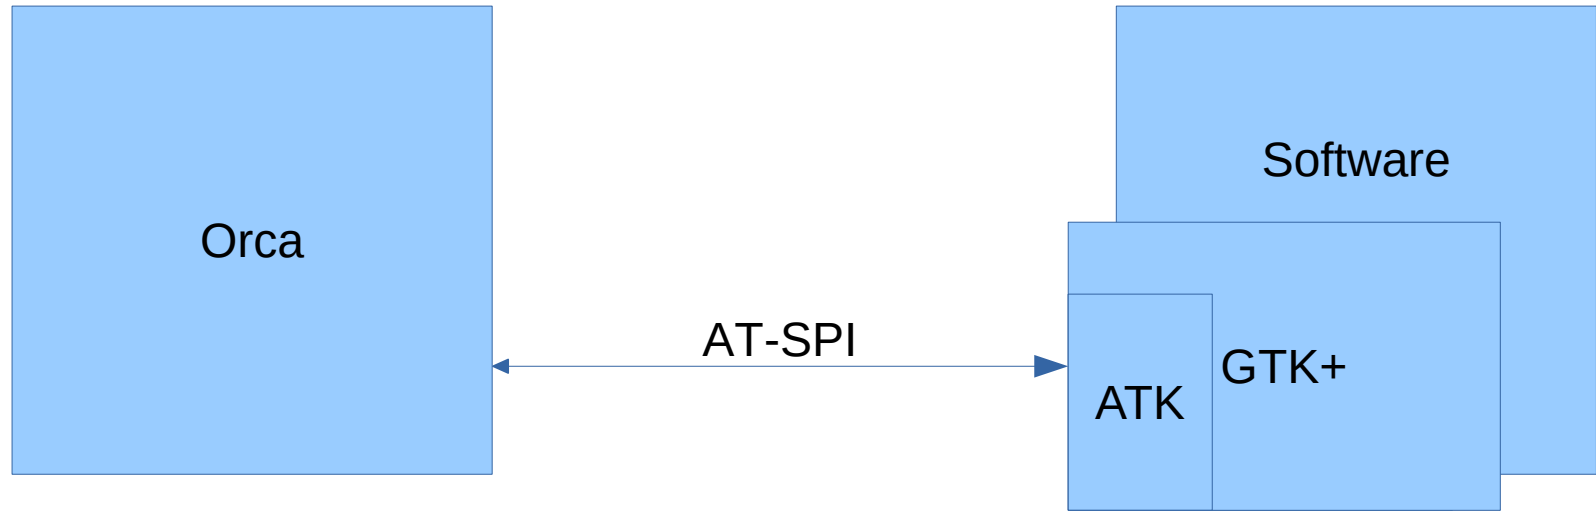 Orca
AT-SPI
Software
GTK+
ATK